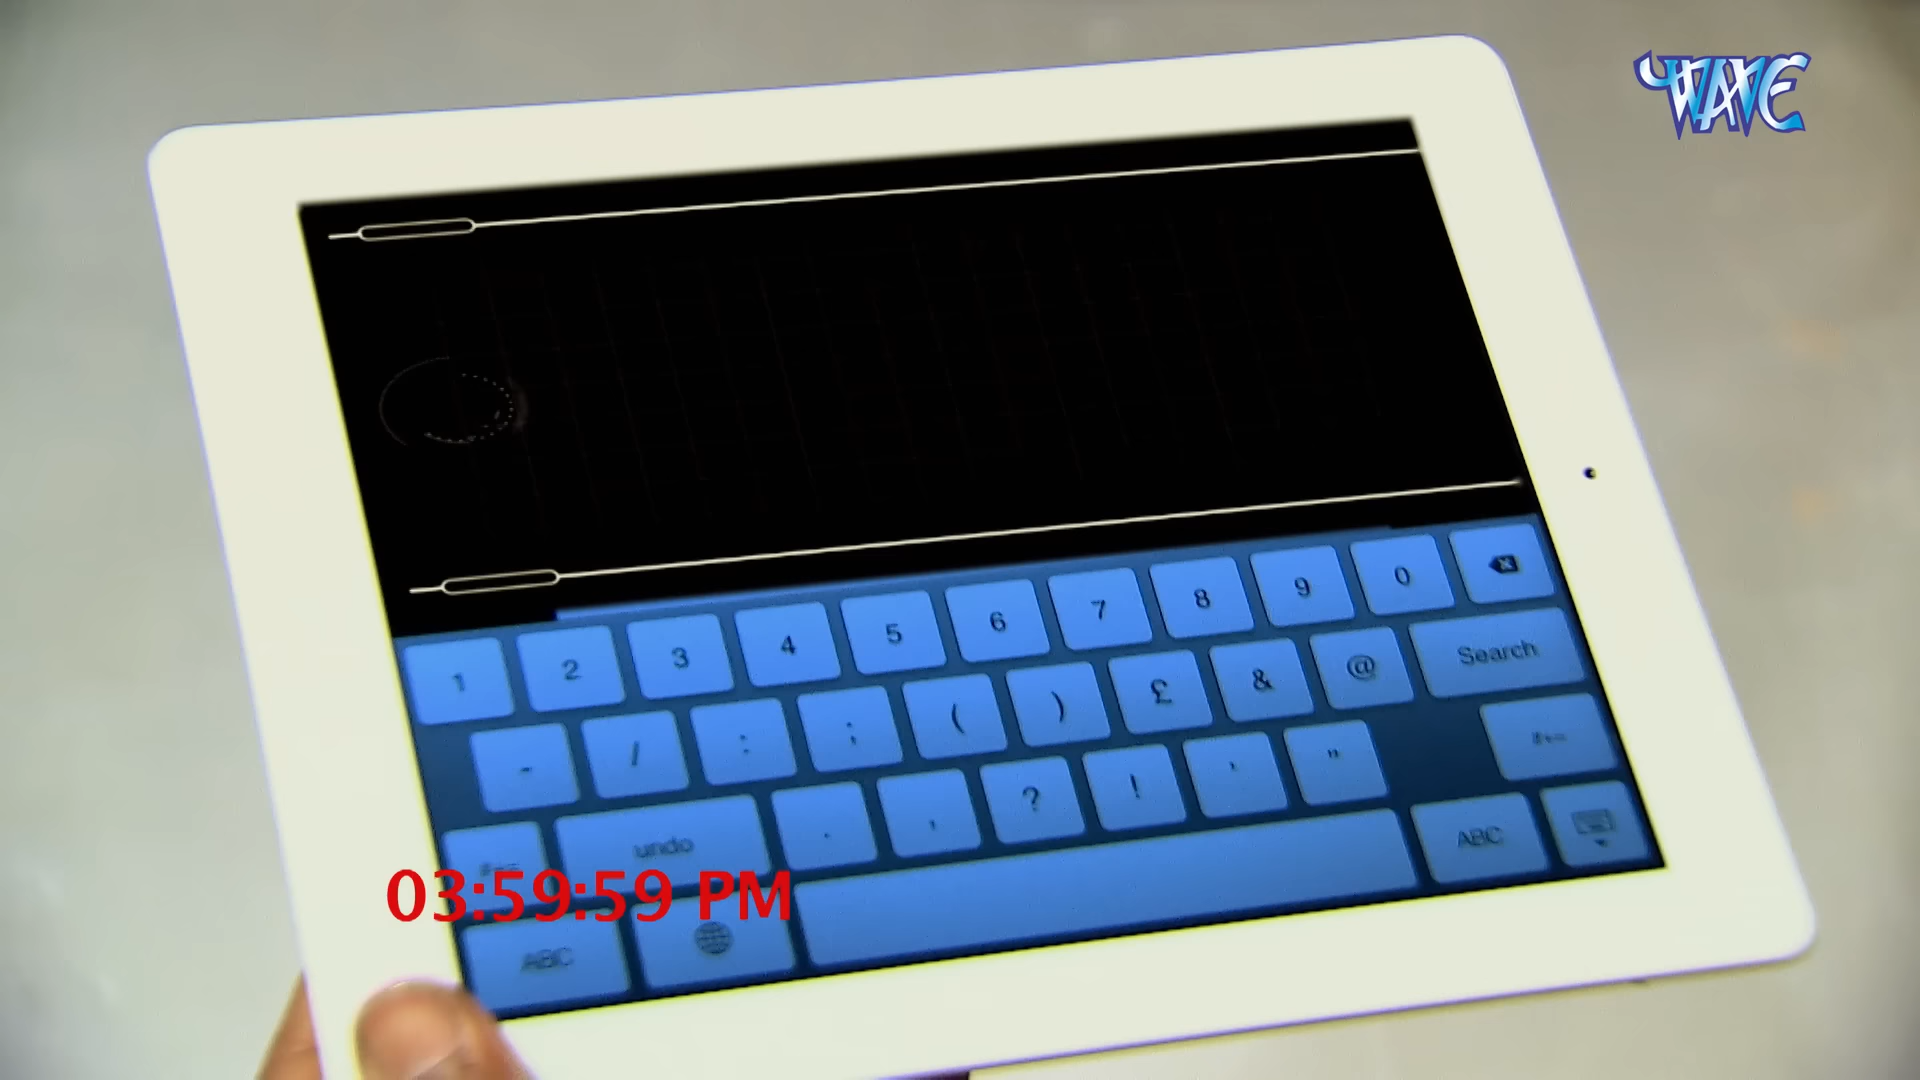 WAVE
1 2 3 4 5 6 7 8 9 0
- / : ; ( ) £ & @ Search
#+= undo . , ? ! ' " #+=
ABC ABC
03:59:59 PM